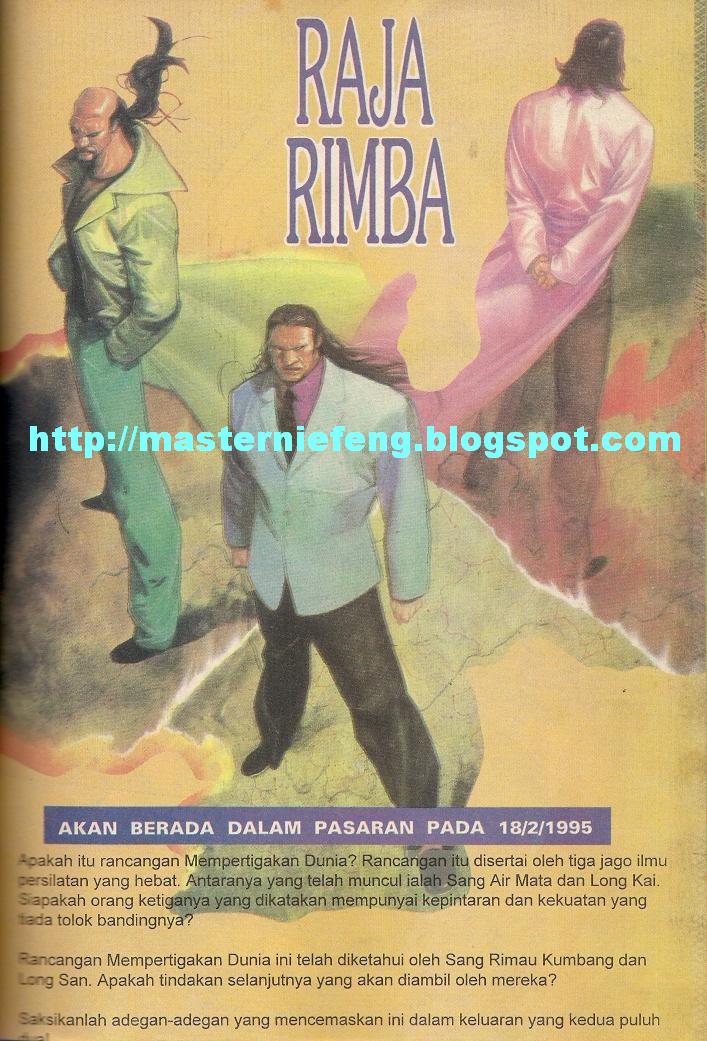 RAJA
RIMBA
http://masterniefeng.blogspot.com
AKAN BERADA DALAM PASARAN PADA 18/2/1995
Apakah itu rancangan Mempertigakan Dunia? Rancangan itu disertai oleh tiga jago ilmu
persilatan yang hebat. Antaranya yang telah muncul ialah Sang Air Mata dan Long Kai.
Siapakah orang ketiganya yang dikatakan mempunyai kepintaran dan kekuatan yang
tiada tolok bandingnya?
Rancangan Mempertigakan Dunia ini telah diketahui oleh Sang Rimau Kumbang dan
Long San. Apakah tindakan selanjutnya yang akan diambil oleh mereka?
Saksikanlah adegan-adegan yang mencemaskan ini dalam keluaran yang kedua puluh